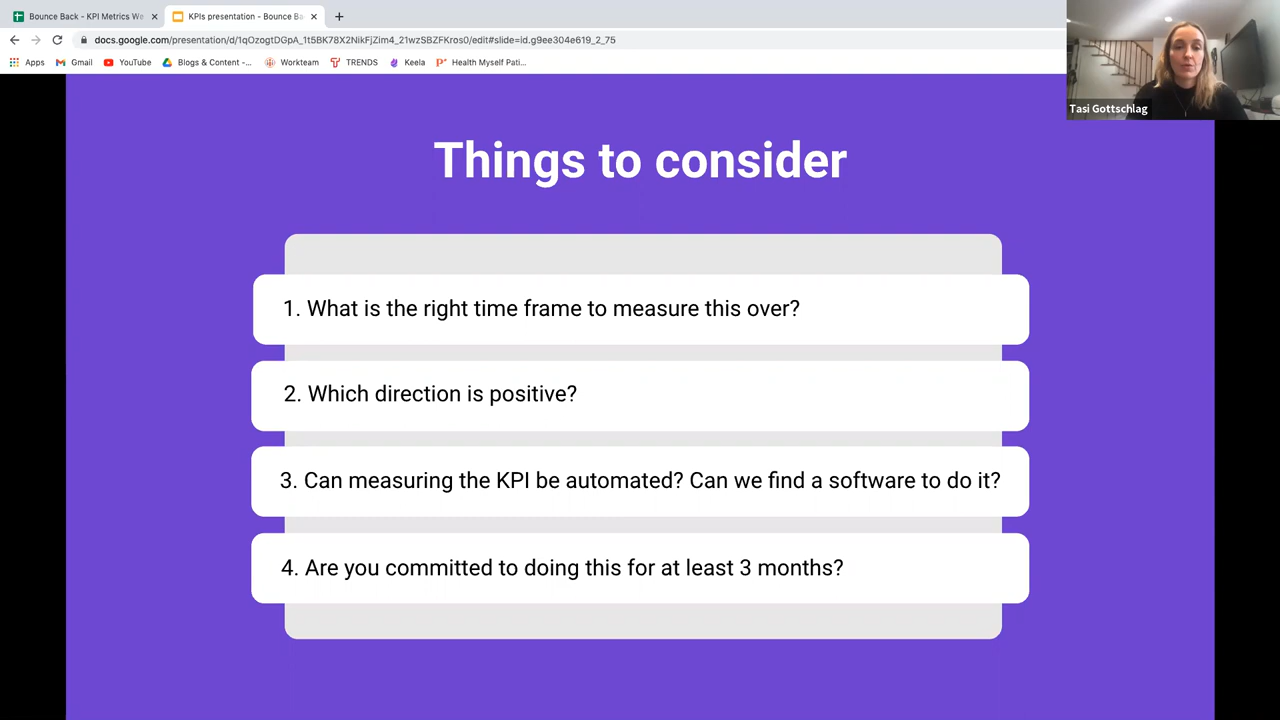 Bounce Back - KPI Metrics We
KPIs presentation - Bounce Ba
docs.google.com/presentation/d/1qOzogtDGpA_1t5BK78X2NikFjZim4_21wzSBZFKros0/edit#slide=id.g9ee304e619_2_75
Apps Gmail YouTube Blogs & Content -... Workteam TRENDS Keela Health Myself Pati...
Tasi Gottschlag
Things to consider
1. What is the right time frame to measure this over?
2. Which direction is positive?
3. Can measuring the KPI be automated? Can we find a software to do it?
4. Are you committed to doing this for at least 3 months?